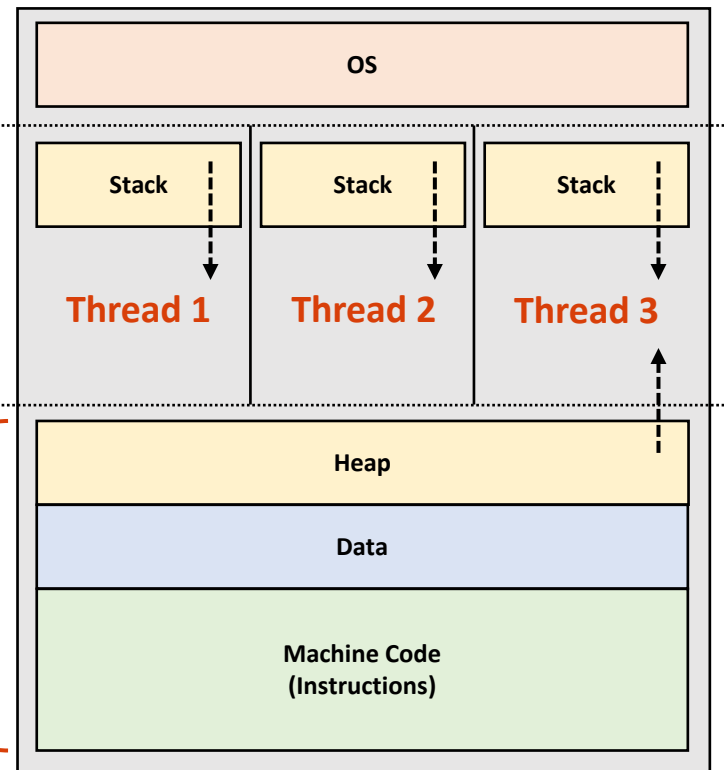 OS
Stack
Stack
Stack
Thread 1
Thread 2
Thread 3
Heap
Data
Machine Code
(Instructions)